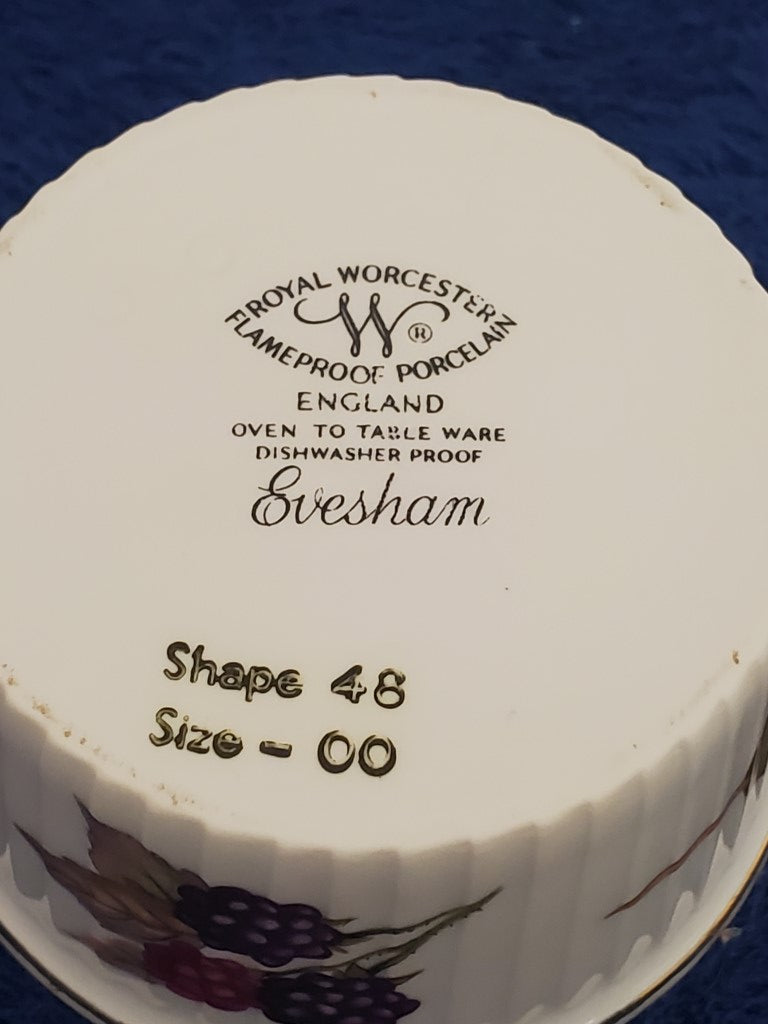 ROYAL WORCESTER
W ®
FLAMEPROOF PORCELAIN
ENGLAND
OVEN TO TABLE WARE
DISHWASHER PROOF
Evesham
Shape 48
Size - 00